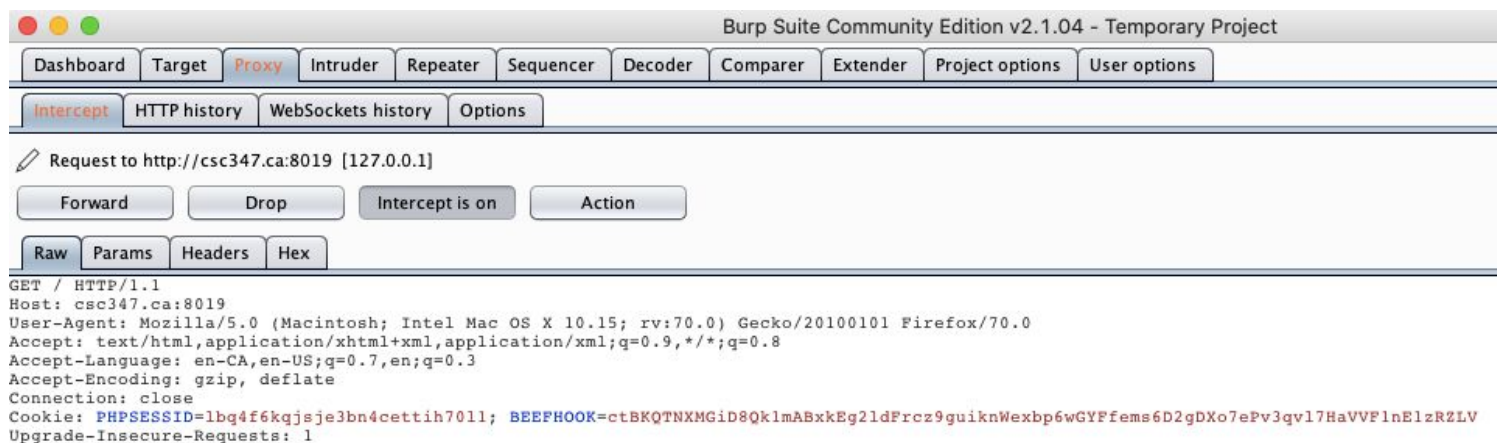 Burp Suite Community Edition v2.1.04 - Temporary Project
Dashboard Target Proxy Intruder Repeater Sequencer Decoder Comparer Extender Project options User options
Intercept HTTP history WebSockets history Options
Request to http://csc347.ca:8019 [127.0.0.1]
Forward Drop Intercept is on Action
Raw Params Headers Hex
GET / HTTP/1.1
Host: csc347.ca:8019
User-Agent: Mozilla/5.0 (Macintosh; Intel Mac OS X 10.15; rv:70.0) Gecko/20100101 Firefox/70.0
Accept: text/html,application/xhtml+xml,application/xml;q=0.9,*/*;q=0.8
Accept-Language: en-CA,en-US;q=0.7,en;q=0.3
Accept-Encoding: gzip, deflate
Connection: close
Cookie: PHPSESSID=lbq4f6kqjsje3bn4cettih70l1; BEEFHOOK=ctBKQTNXMGiD8Qk1mABxkEg2ldFrcz9guiknWexbp6wGYFfems6D2gDXo7ePv3qvl7HaVVFlnElzRZLV
Upgrade-Insecure-Requests: 1